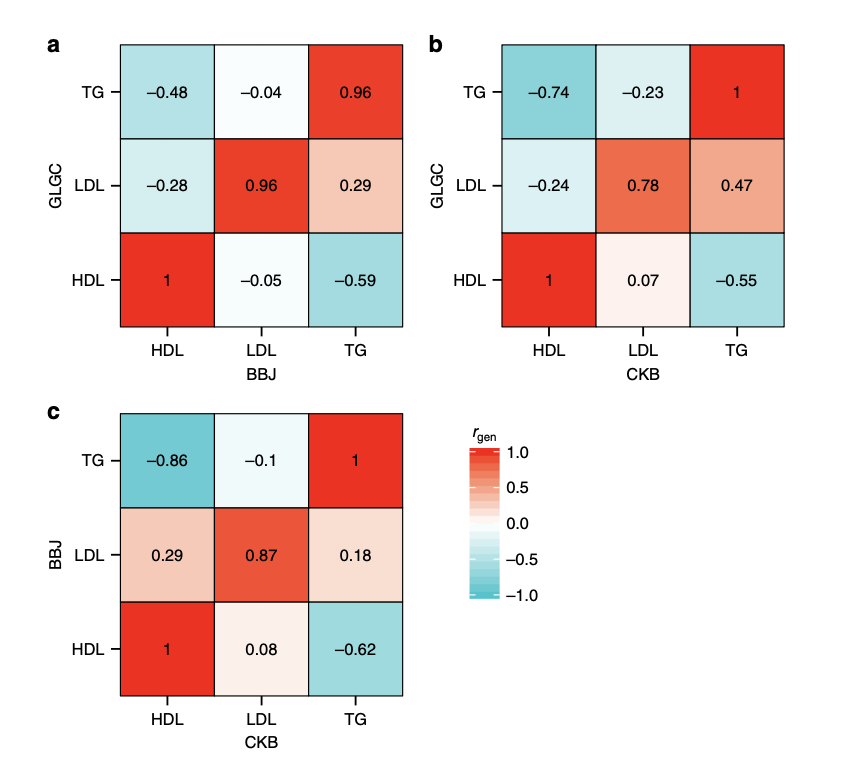 a
TG –0.48 –0.04 0.96
GLGC LDL –0.28 0.96 0.29
HDL 1 –0.05 –0.59
HDL LDL TG
BBJ
b
TG –0.74 –0.23 1
GLGC LDL –0.24 0.78 0.47
HDL 1 0.07 –0.55
HDL LDL TG
CKB
c
TG –0.86 –0.1 1
BBJ LDL 0.29 0.87 0.18
HDL 1 0.08 –0.62
HDL LDL TG
CKB
rgen
1.0
0.5
0.0
–0.5
–1.0